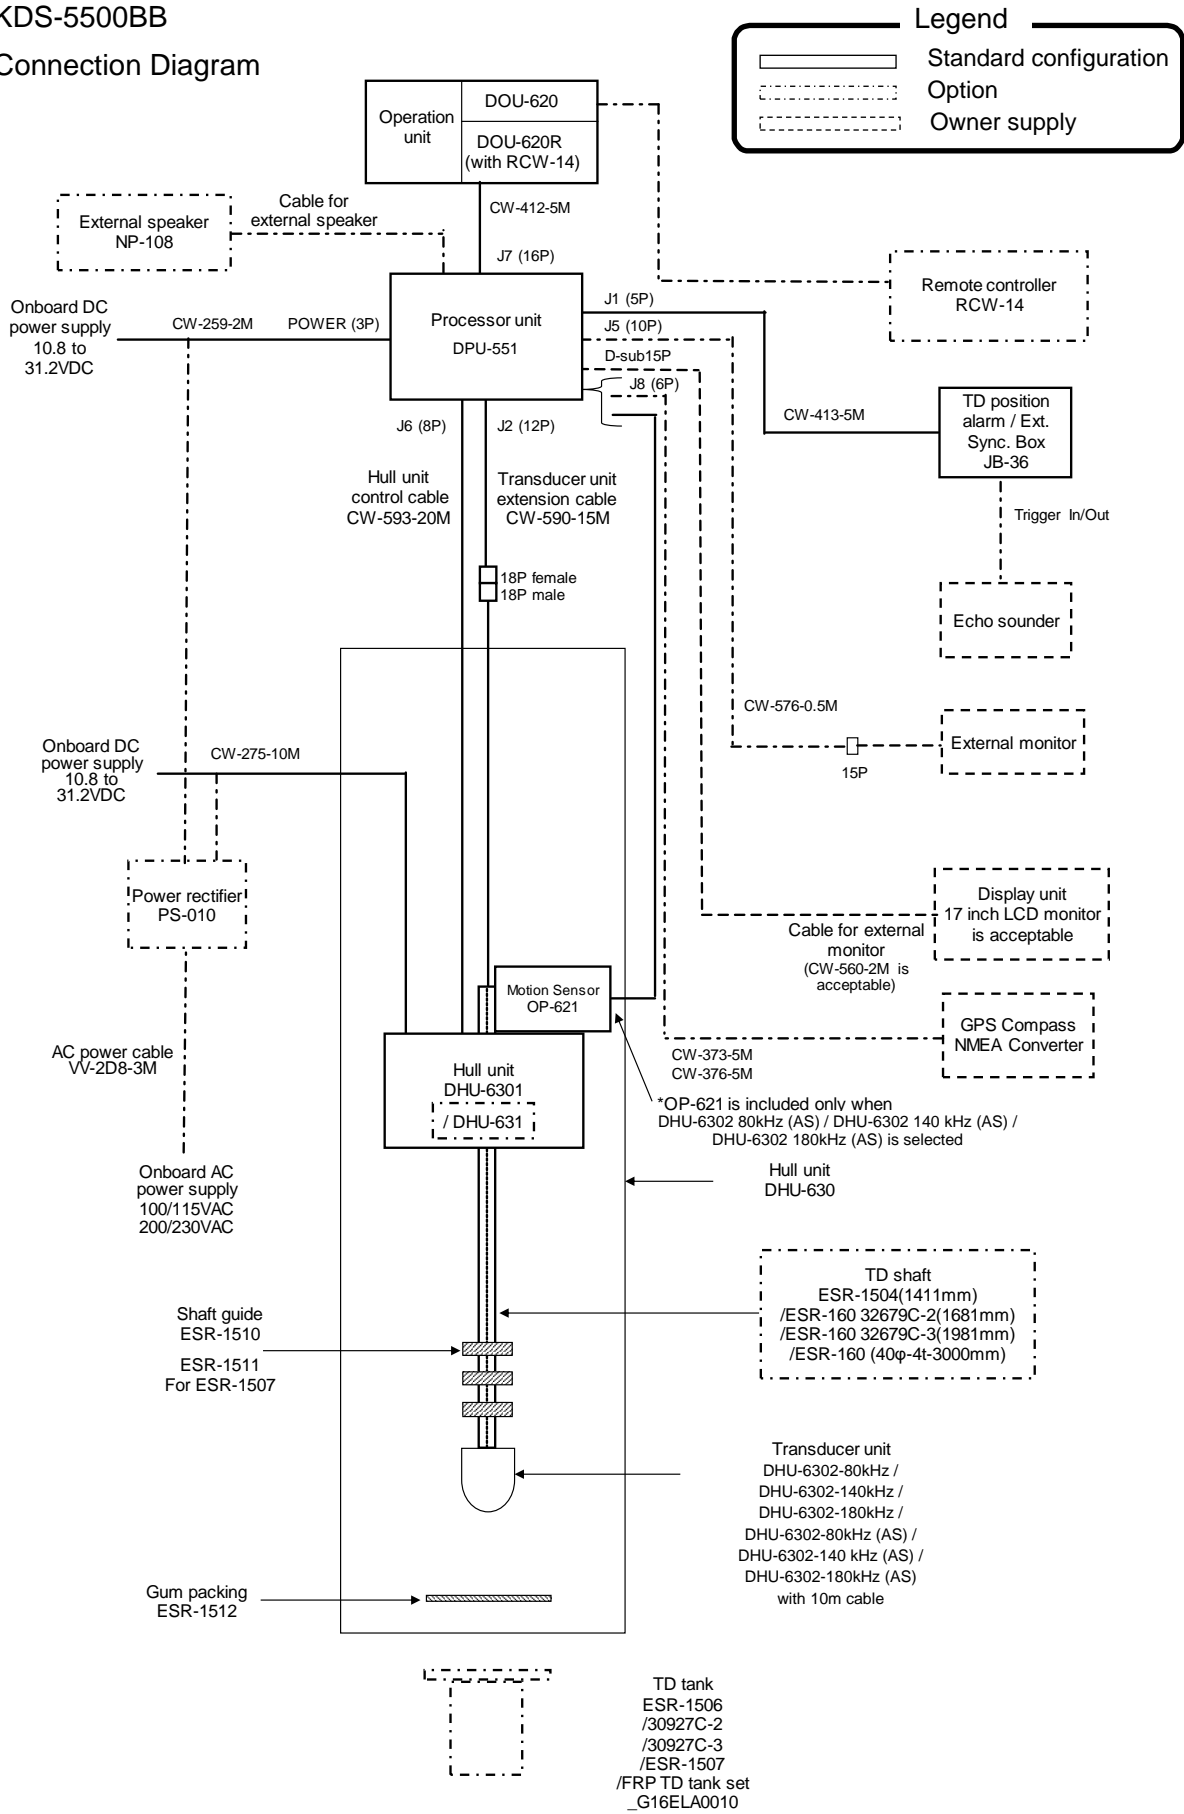 KDS-5500BB
Connection Diagram
Legend
Standard configuration
Option
Owner supply
Operation
unit
DOU-620
DOU-620R
(with RCW-14)
CW-412-5M
J7 (16P)
External speaker
NP-108
Cable for
external speaker
Remote controller
RCW-14
Onboard DC
power supply
10.8 to
31.2VDC
CW-259-2M
POWER (3P)
Processor unit
DPU-551
J1 (5P)
J5 (10P)
D-sub15P
J8 (6P)
J6 (8P)
J2 (12P)
CW-413-5M
TD position
alarm / Ext.
Sync. Box
JB-36
Trigger In/Out
Echo sounder
Hull unit
control cable
CW-593-20M
Transducer unit
extension cable
CW-590-15M
18P female
18P male
CW-576-0.5M
15P
External monitor
Onboard DC
power supply
10.8 to
31.2VDC
CW-275-10M
Power rectifier
PS-010
Display unit
17 inch LCD monitor
is acceptable
Cable for external
monitor
(CW-560-2M is
acceptable)
Motion Sensor
OP-621
GPS Compass
NMEA Converter
CW-373-5M
CW-376-5M
AC power cable
VV-2D8-3M
Hull unit
DHU-6301
/ DHU-631
*OP-621 is included only when
DHU-6302 80kHz (AS) / DHU-6302 140 kHz (AS) /
DHU-6302 180kHz (AS) is selected
Onboard AC
power supply
100/115VAC
200/230VAC
Hull unit
DHU-630
TD shaft
ESR-1504(1411mm)
/ESR-160 32679C-2(1681mm)
/ESR-160 32679C-3(1981mm)
/ESR-160 (40φ-4t-3000mm)
Shaft guide
ESR-1510
ESR-1511
For ESR-1507
Transducer unit
DHU-6302-80kHz /
DHU-6302-140kHz /
DHU-6302-180kHz /
DHU-6302-80kHz (AS) /
DHU-6302-140 kHz (AS) /
DHU-6302-180kHz (AS)
with 10m cable
Gum packing
ESR-1512
TD tank
ESR-1506
/30927C-2
/30927C-3
/ESR-1507
/FRP TD tank set
_G16ELA0010